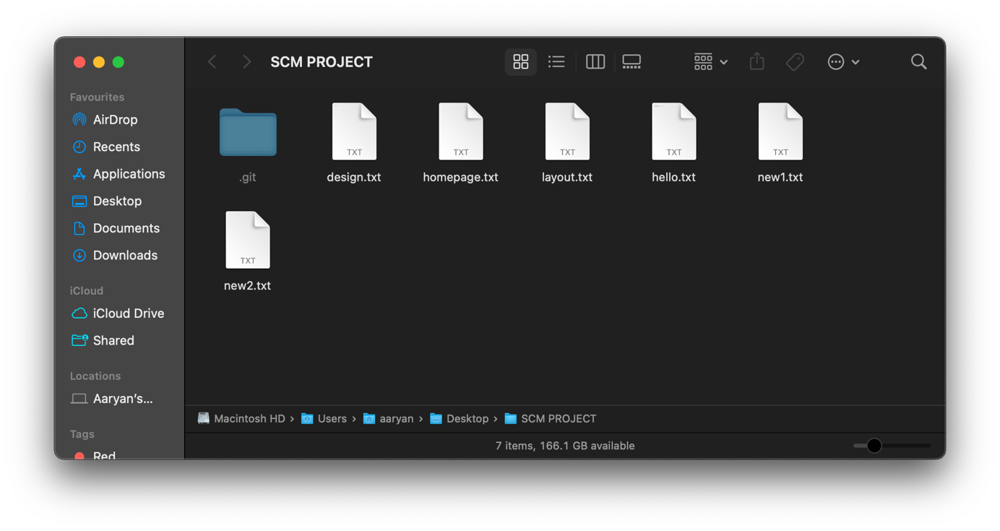 SCM PROJECT
Favourites
AirDrop
Recents
Applications
Desktop
Documents
Downloads
iCloud
iCloud Drive
Shared
Locations
Aaryan's...
Tags
Red
.git
TXT
design.txt
TXT
homepage.txt
TXT
layout.txt
TXT
hello.txt
TXT
new1.txt
TXT
new2.txt
Macintosh HD › Users › aaryan › Desktop › SCM PROJECT
7 items, 166.1 GB available